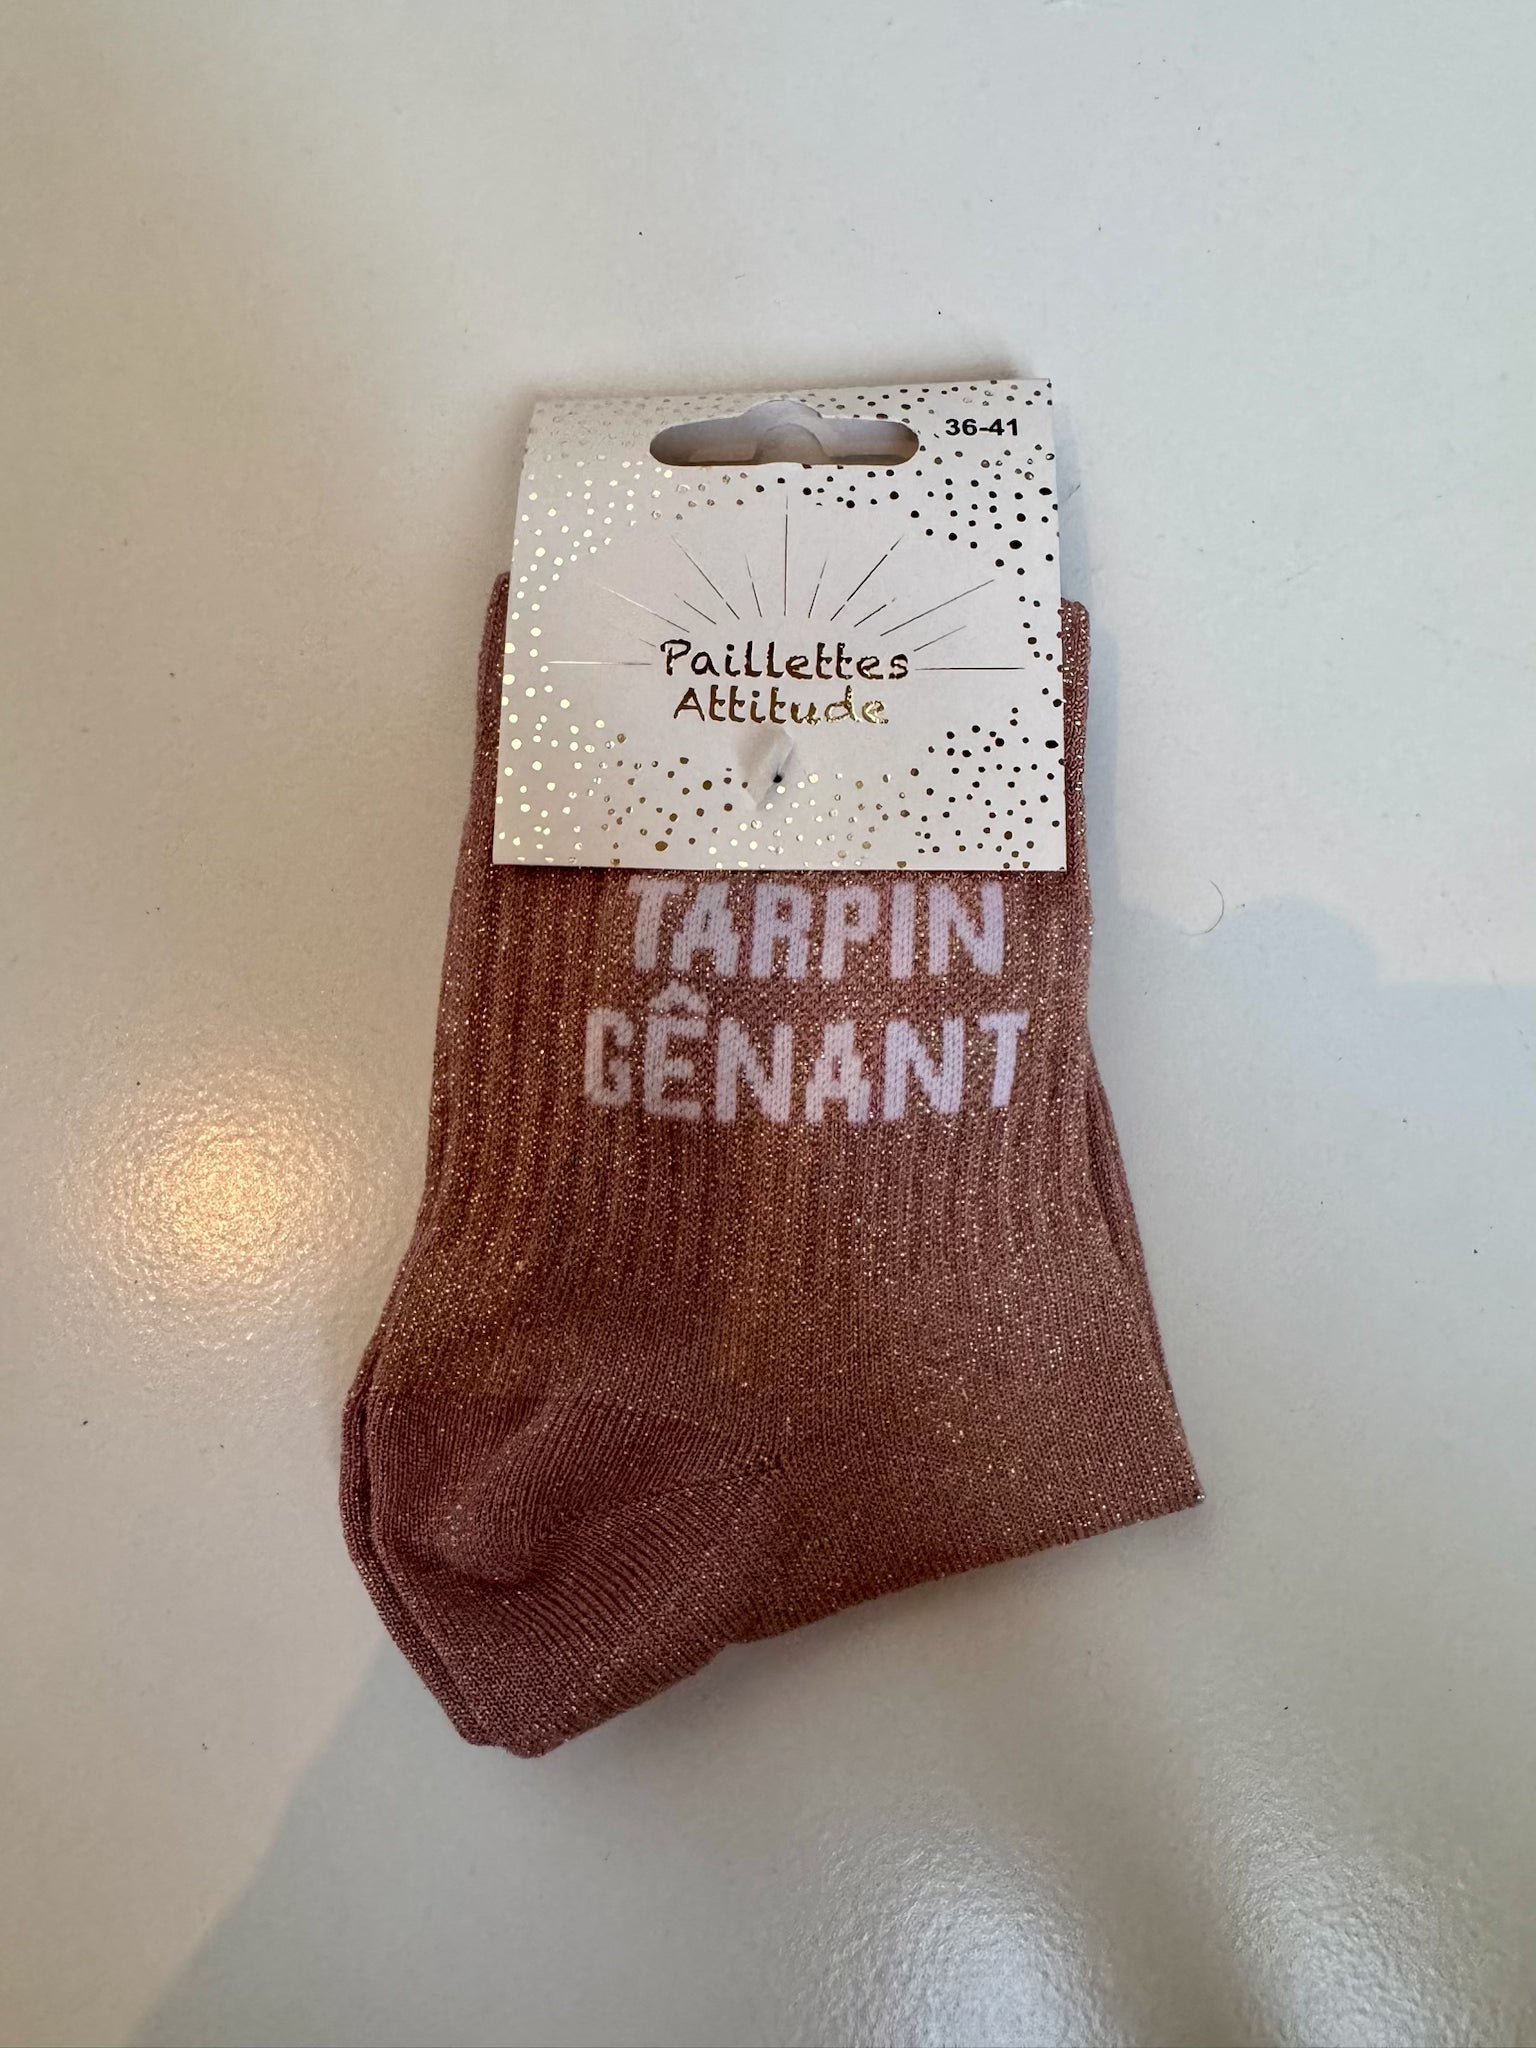 36-41
Paillettes
Attitude
TARPIN
GÊNANT